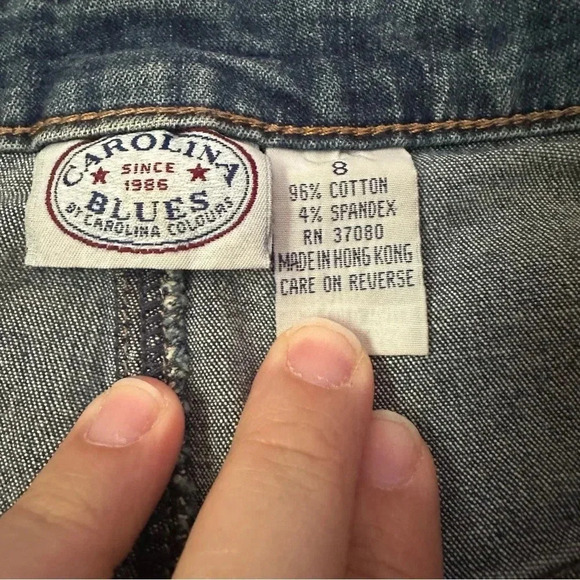 CAROLINA
SINCE
1986
BLUES
BY CAROLINA COLOURS
8
96% COTTON
4% SPANDEX
RN 37080
MADE IN HONG KONG
CARE ON REVERSE